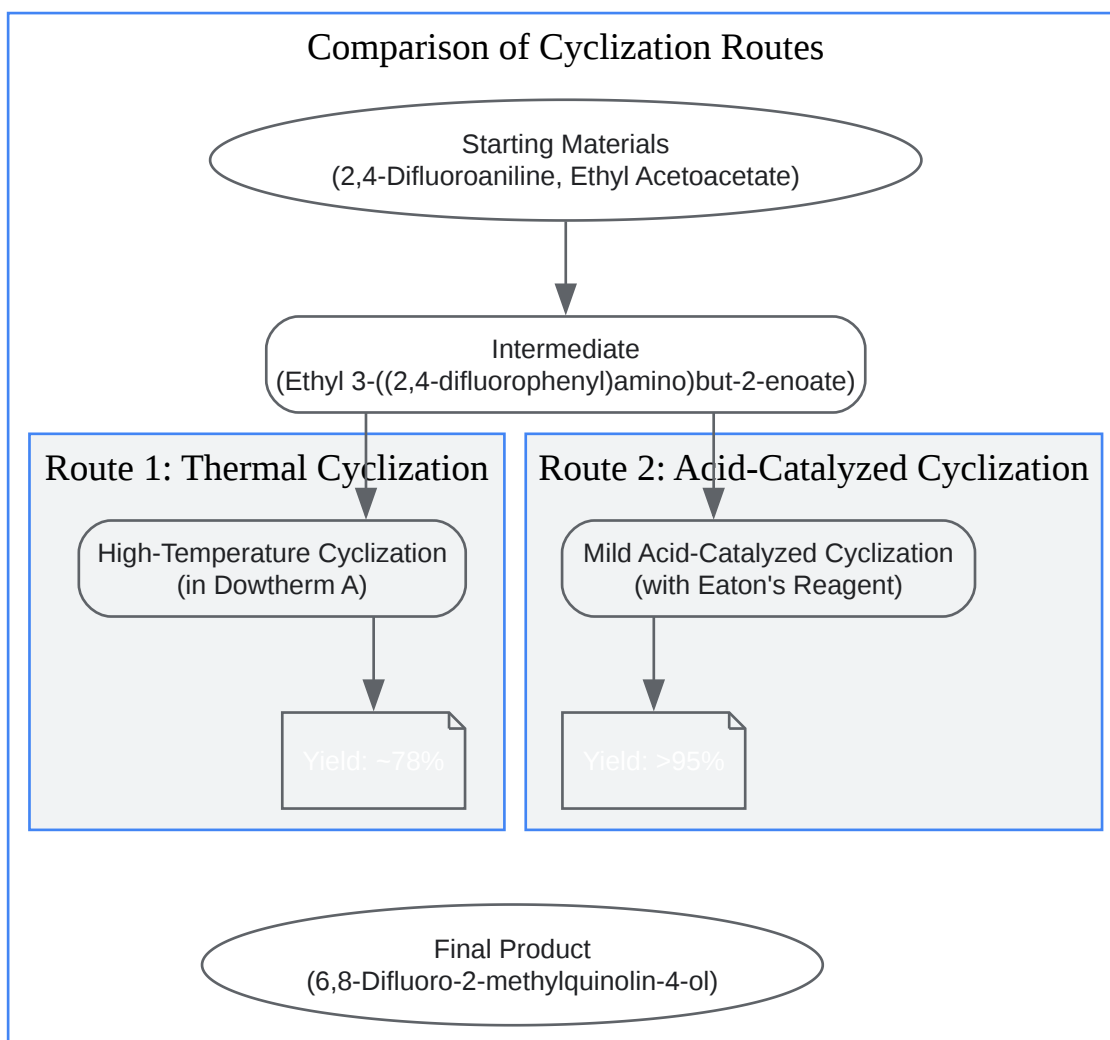 Comparison of Cyclization Routes
Starting Materials
(2,4-Difluoroaniline, Ethyl Acetoacetate)
Intermediate
(Ethyl 3-((2,4-difluorophenyl)amino)but-2-enoate)
Route 1: Thermal Cyclization
High-Temperature Cyclization
(in Dowtherm A)
Yield: ~78%
Route 2: Acid-Catalyzed Cyclization
Mild Acid-Catalyzed Cyclization
(with Eaton's Reagent)
Yield: >95%
Final Product
(6,8-Difluoro-2-methylquinolin-4-ol)